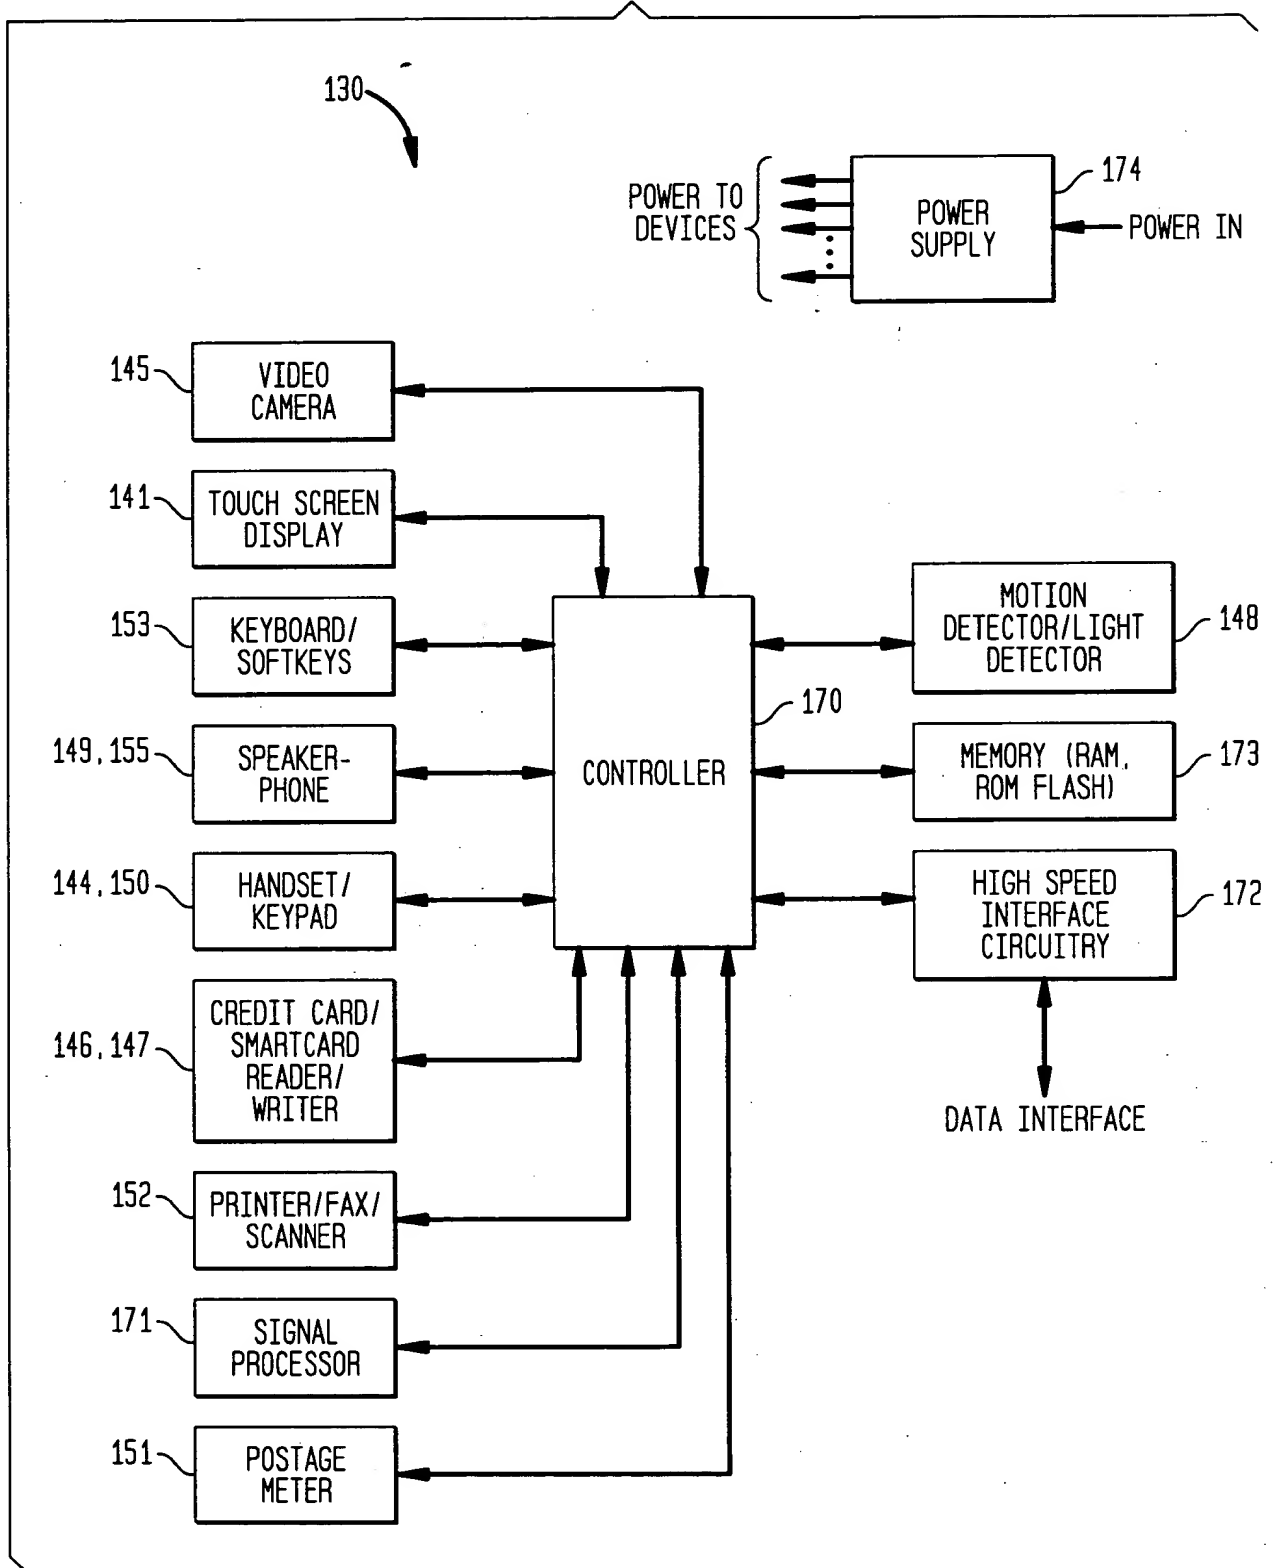 130
174
POWER TO
DEVICES
POWER
SUPPLY
POWER IN
145
VIDEO
CAMERA
141
TOUCH SCREEN
DISPLAY
153
KEYBOARD/
SOFTKEYS
MOTION
DETECTOR/LIGHT
DETECTOR
148
170
149, 155
SPEAKER-
PHONE
CONTROLLER
MEMORY (RAM,
ROM FLASH)
173
144, 150
HANDSET/
KEYPAD
HIGH SPEED
INTERFACE
CIRCUITRY
172
146, 147
CREDIT CARD/
SMARTCARD
READER/
WRITER
DATA INTERFACE
152
PRINTER/FAX/
SCANNER
171
SIGNAL
PROCESSOR
151
POSTAGE
METER